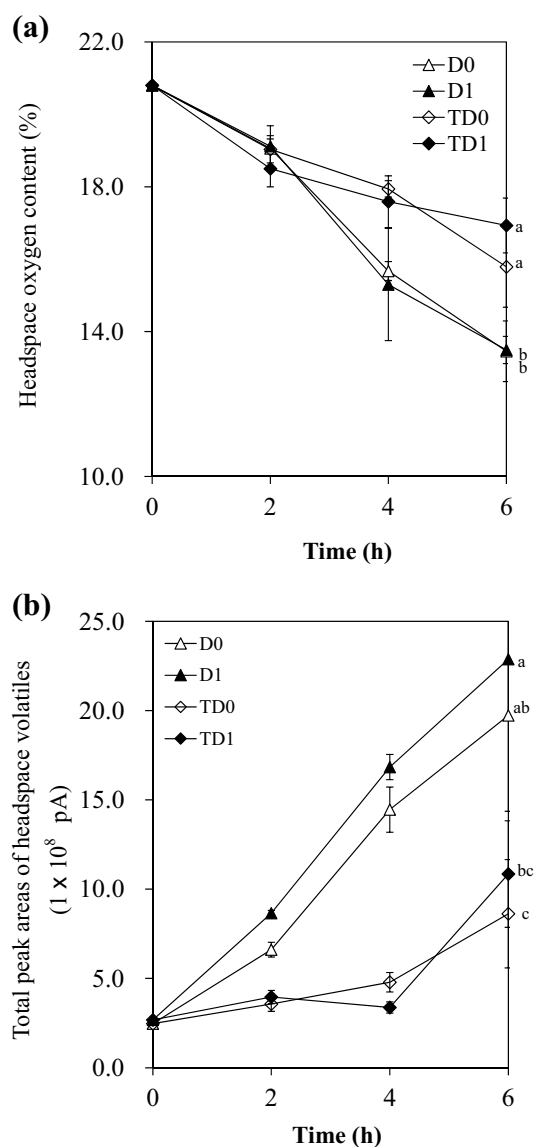 (a)
22.0
18.0
14.0
10.0
Headspace oxygen content (%)
D0
D1
TD0
TD1
a
a
b
b
0
2
4
6
Time (h)
(b)
25.0
20.0
15.0
10.0
5.0
0.0
Total peak areas of headspace volatiles
(1 x 10⁸ pA)
D0
D1
TD0
TD1
a
ab
bc
c
0
2
4
6
Time (h)